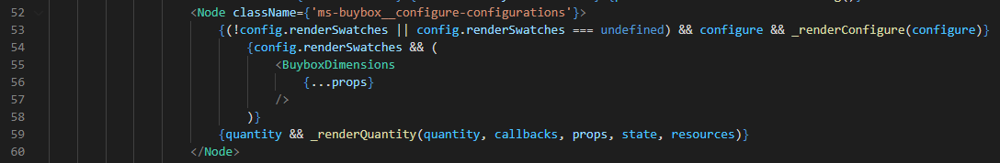 52 <Node className={'ms-buybox__configure-configurations'}>
53 {(!config.renderSwatches || config.renderSwatches === undefined) && configure && _renderConfigure(configure)}
54 {config.renderSwatches && (
55 <BuyboxDimensions
56 {...props}
57 />
58 )}
59 {quantity && _renderQuantity(quantity, callbacks, props, state, resources)}
60 </Node>